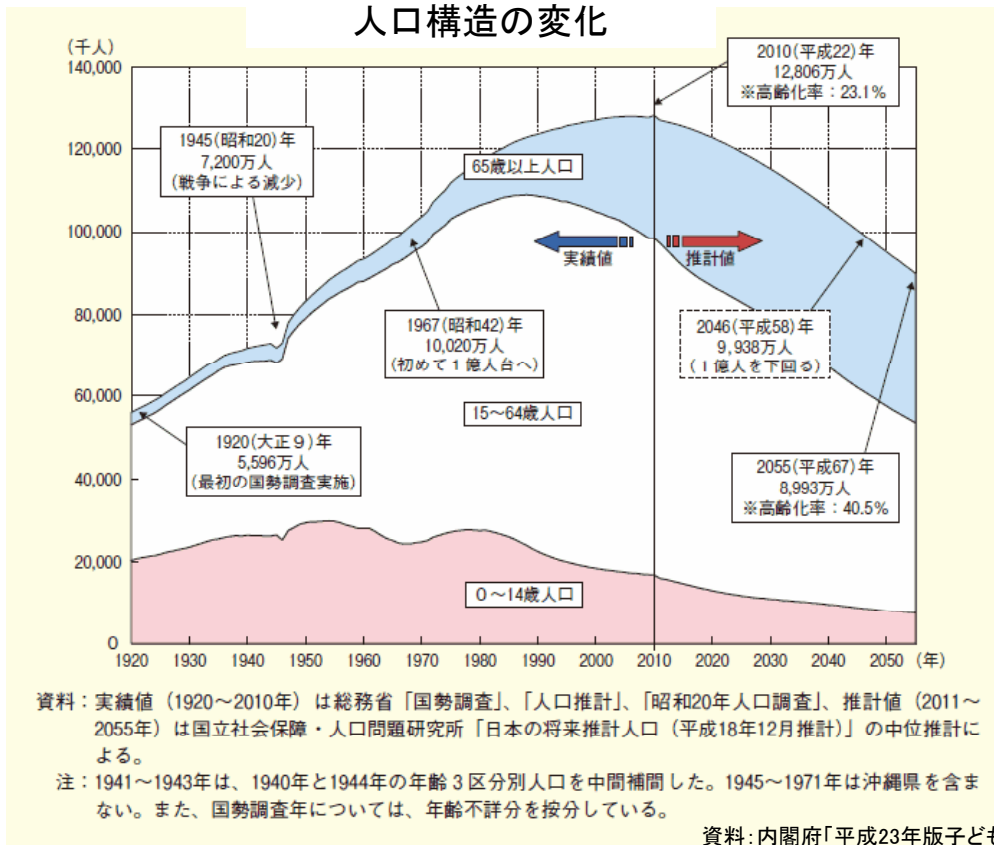 人口構造の変化
(千人)
140,000
120,000
100,000
80,000
60,000
40,000
20,000
0
2010(平成22)年
12,806万人
※高齢化率：23.1%
1945(昭和20)年
7,200万人
(戦争による減少)
65歳以上人口
実績値
推計値
1967(昭和42)年
10,020万人
(初めて1億人台へ)
2046(平成58)年
9,938万人
(1億人を下回る)
15～64歳人口
1920(大正9)年
5,596万人
(最初の国勢調査実施)
2055(平成67)年
8,993万人
※高齢化率：40.5%
0～14歳人口
1920 1930 1940 1950 1960 1970 1980 1990 2000 2010 2020 2030 2040 2050 (年)
資料：実績値（1920～2010年）は総務省「国勢調査」、「人口推計」、「昭和20年人口調査」、推計値（2011～
2055年）は国立社会保障・人口問題研究所「日本の将来推計人口（平成18年12月推計）」の中位推計に
よる。
注：1941～1943年は、1940年と1944年の年齢3区分別人口を中間補間した。1945～1971年は沖縄県を含ま
ない。また、国勢調査年については、年齢不詳分を按分している。
資料：内閣府「平成23年版子ども